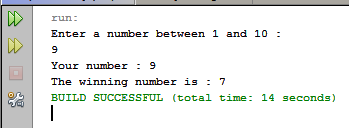 run:
Enter a number between 1 and 10 :
9
Your number : 9
The winning number is : 7
BUILD SUCCESSFUL (total time: 14 seconds)